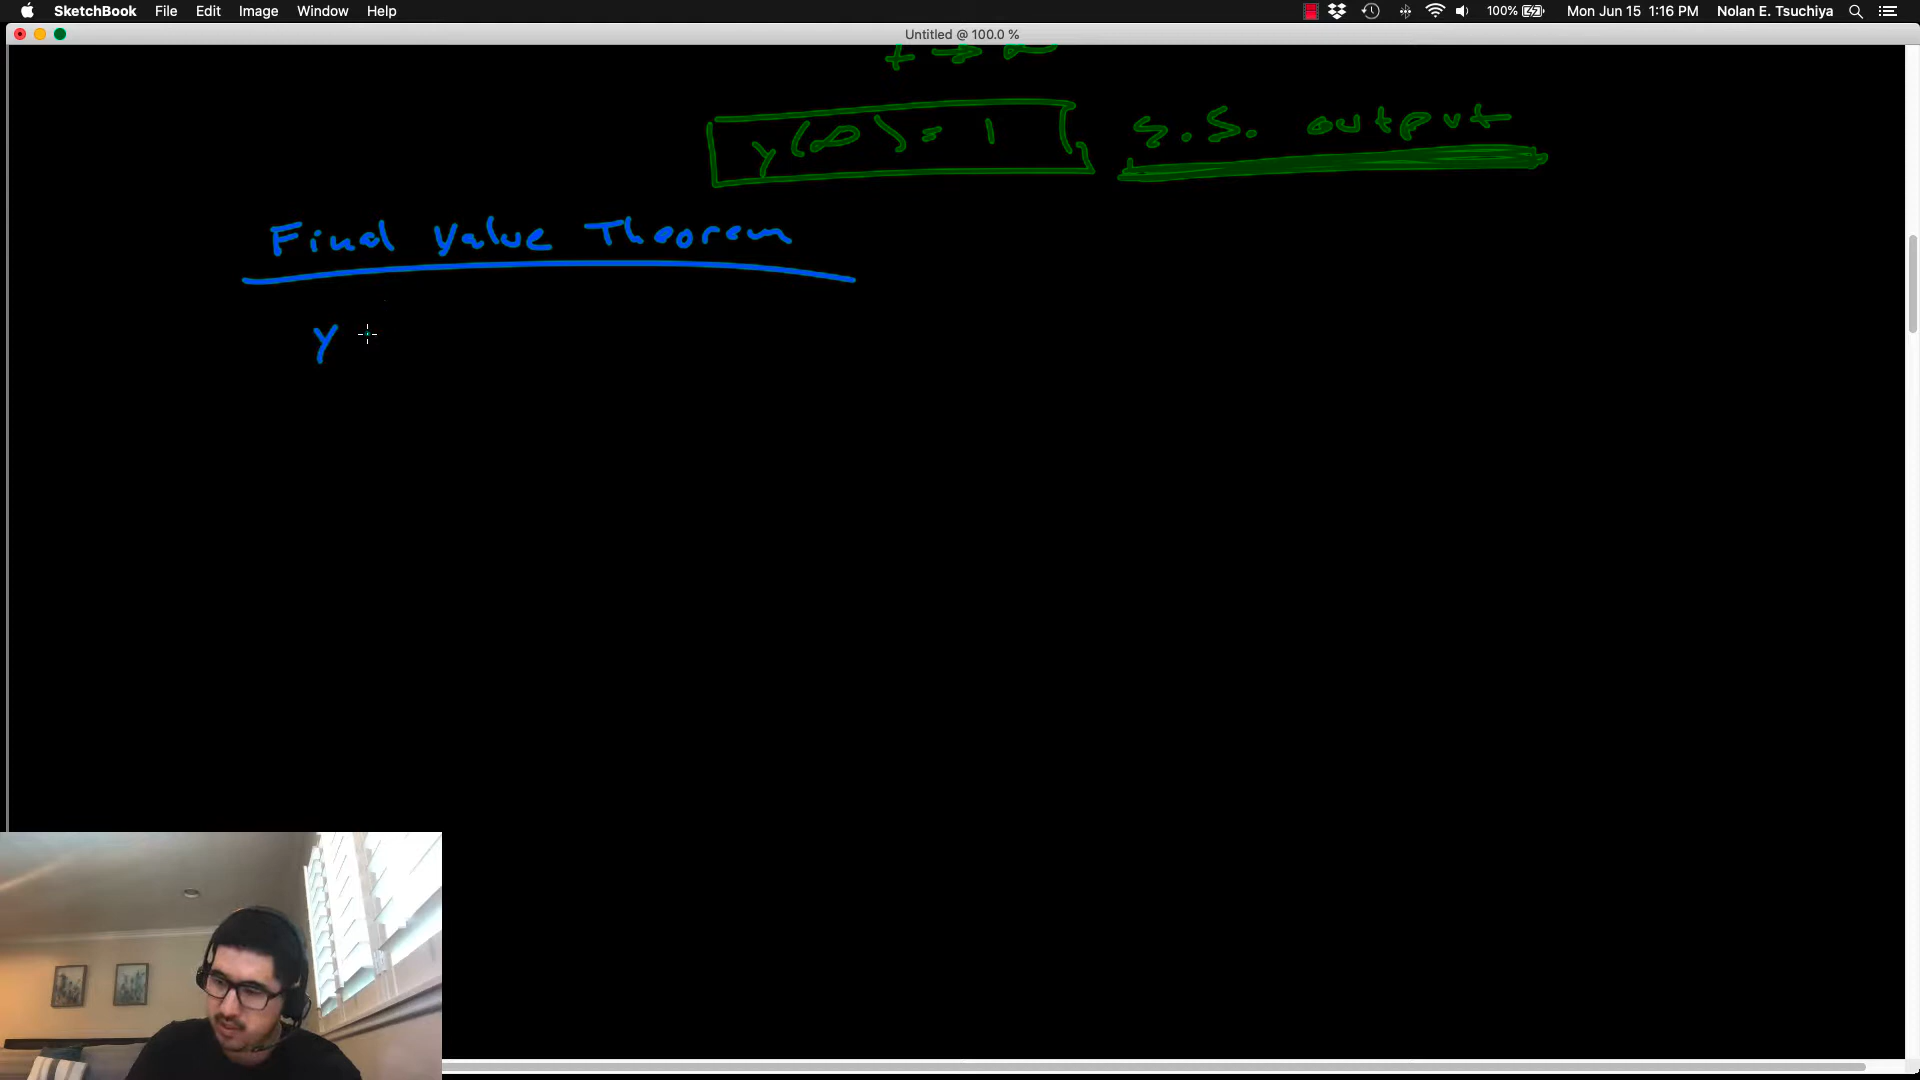 SketchBook File Edit Image Window Help 100% Mon Jun 15 1:16 PM Nolan E. Tsuchiya
Untitled @ 100.0 %
t → ∞
y(∞) = 1 S.S. output
Final Value Theorem
y